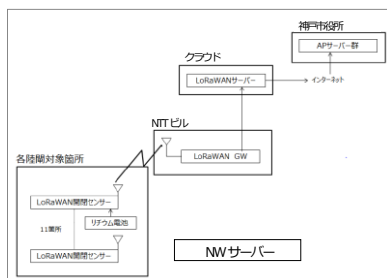 神戸市役所
APサーバー群
クラウド
LoRaWANサーバー
インターネット
NTTビル
LoRaWAN GW
各陸閘対象箇所
LoRaWAN開閉センサー
リチウム電池
11箇所
LoRaWAN開閉センサー
NWサーバー